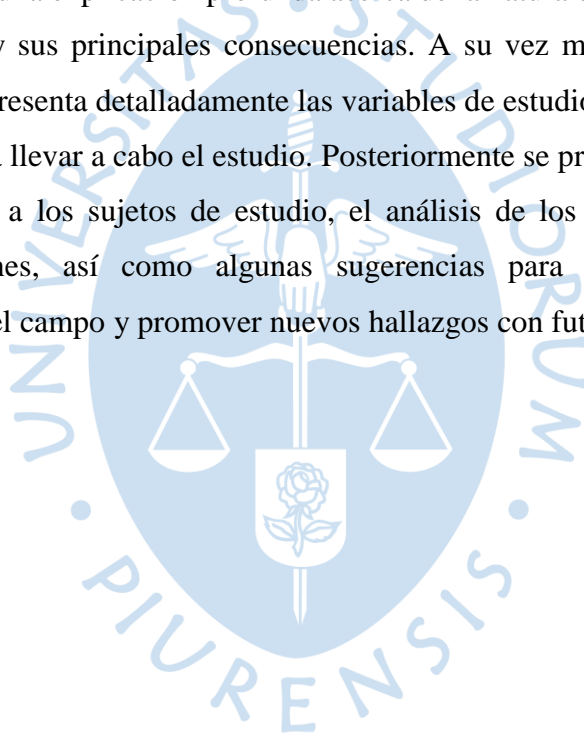 y sus principales consecuencias. A su vez m
resenta detalladamente las variables de estudio
llevar a cabo el estudio. Posteriormente se pr
a los sujetos de estudio, el análisis de los
nes, así como algunas sugerencias para
el campo y promover nuevos hallazgos con fut
UNIVERSITAS • STUDIORUM • PIURENSIS